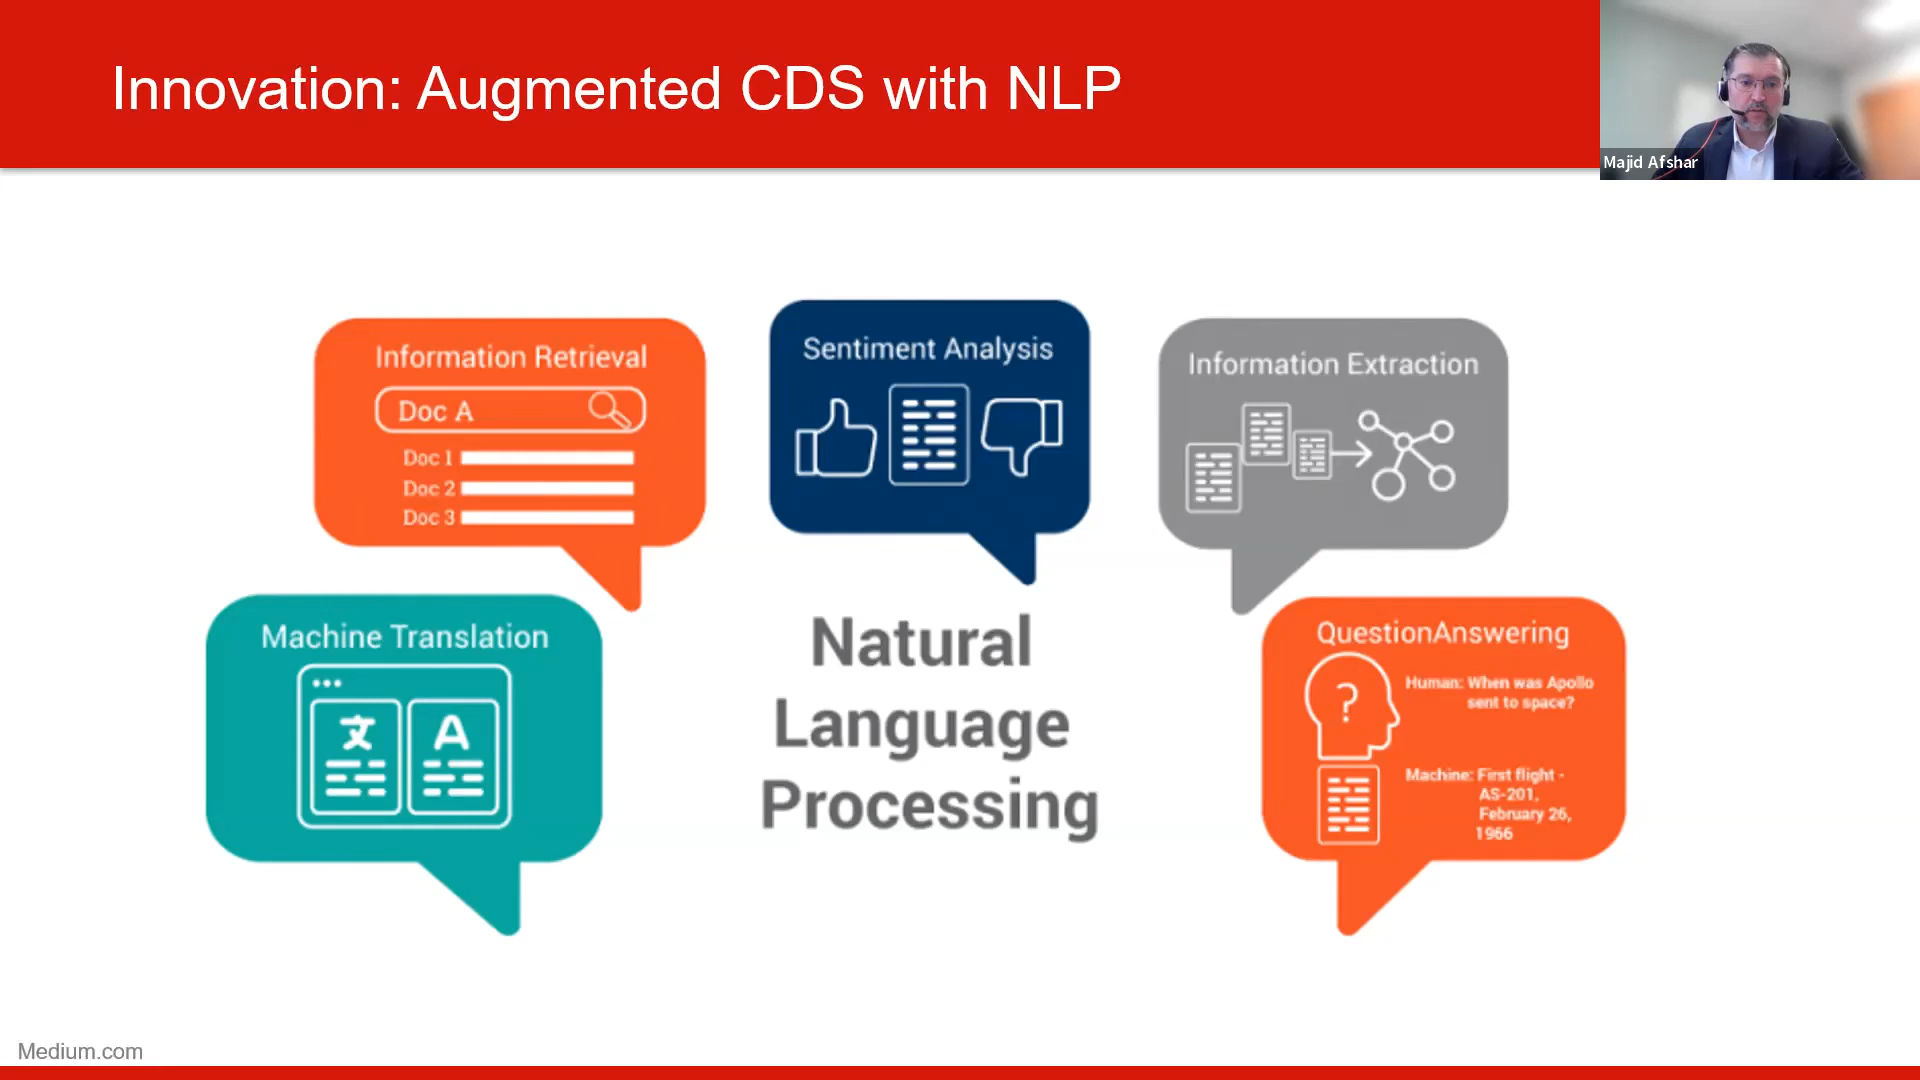 Innovation: Augmented CDS with NLP
Majid Afshar
Information Retrieval
Doc A
Doc 1
Doc 2
Doc 3
Sentiment Analysis
Information Extraction
Machine Translation
文 A
Natural
Language
Processing
QuestionAnswering
?
Human: When was Apollo
sent to space?
Machine: First flight -
AS-201,
February 26,
1966
Medium.com